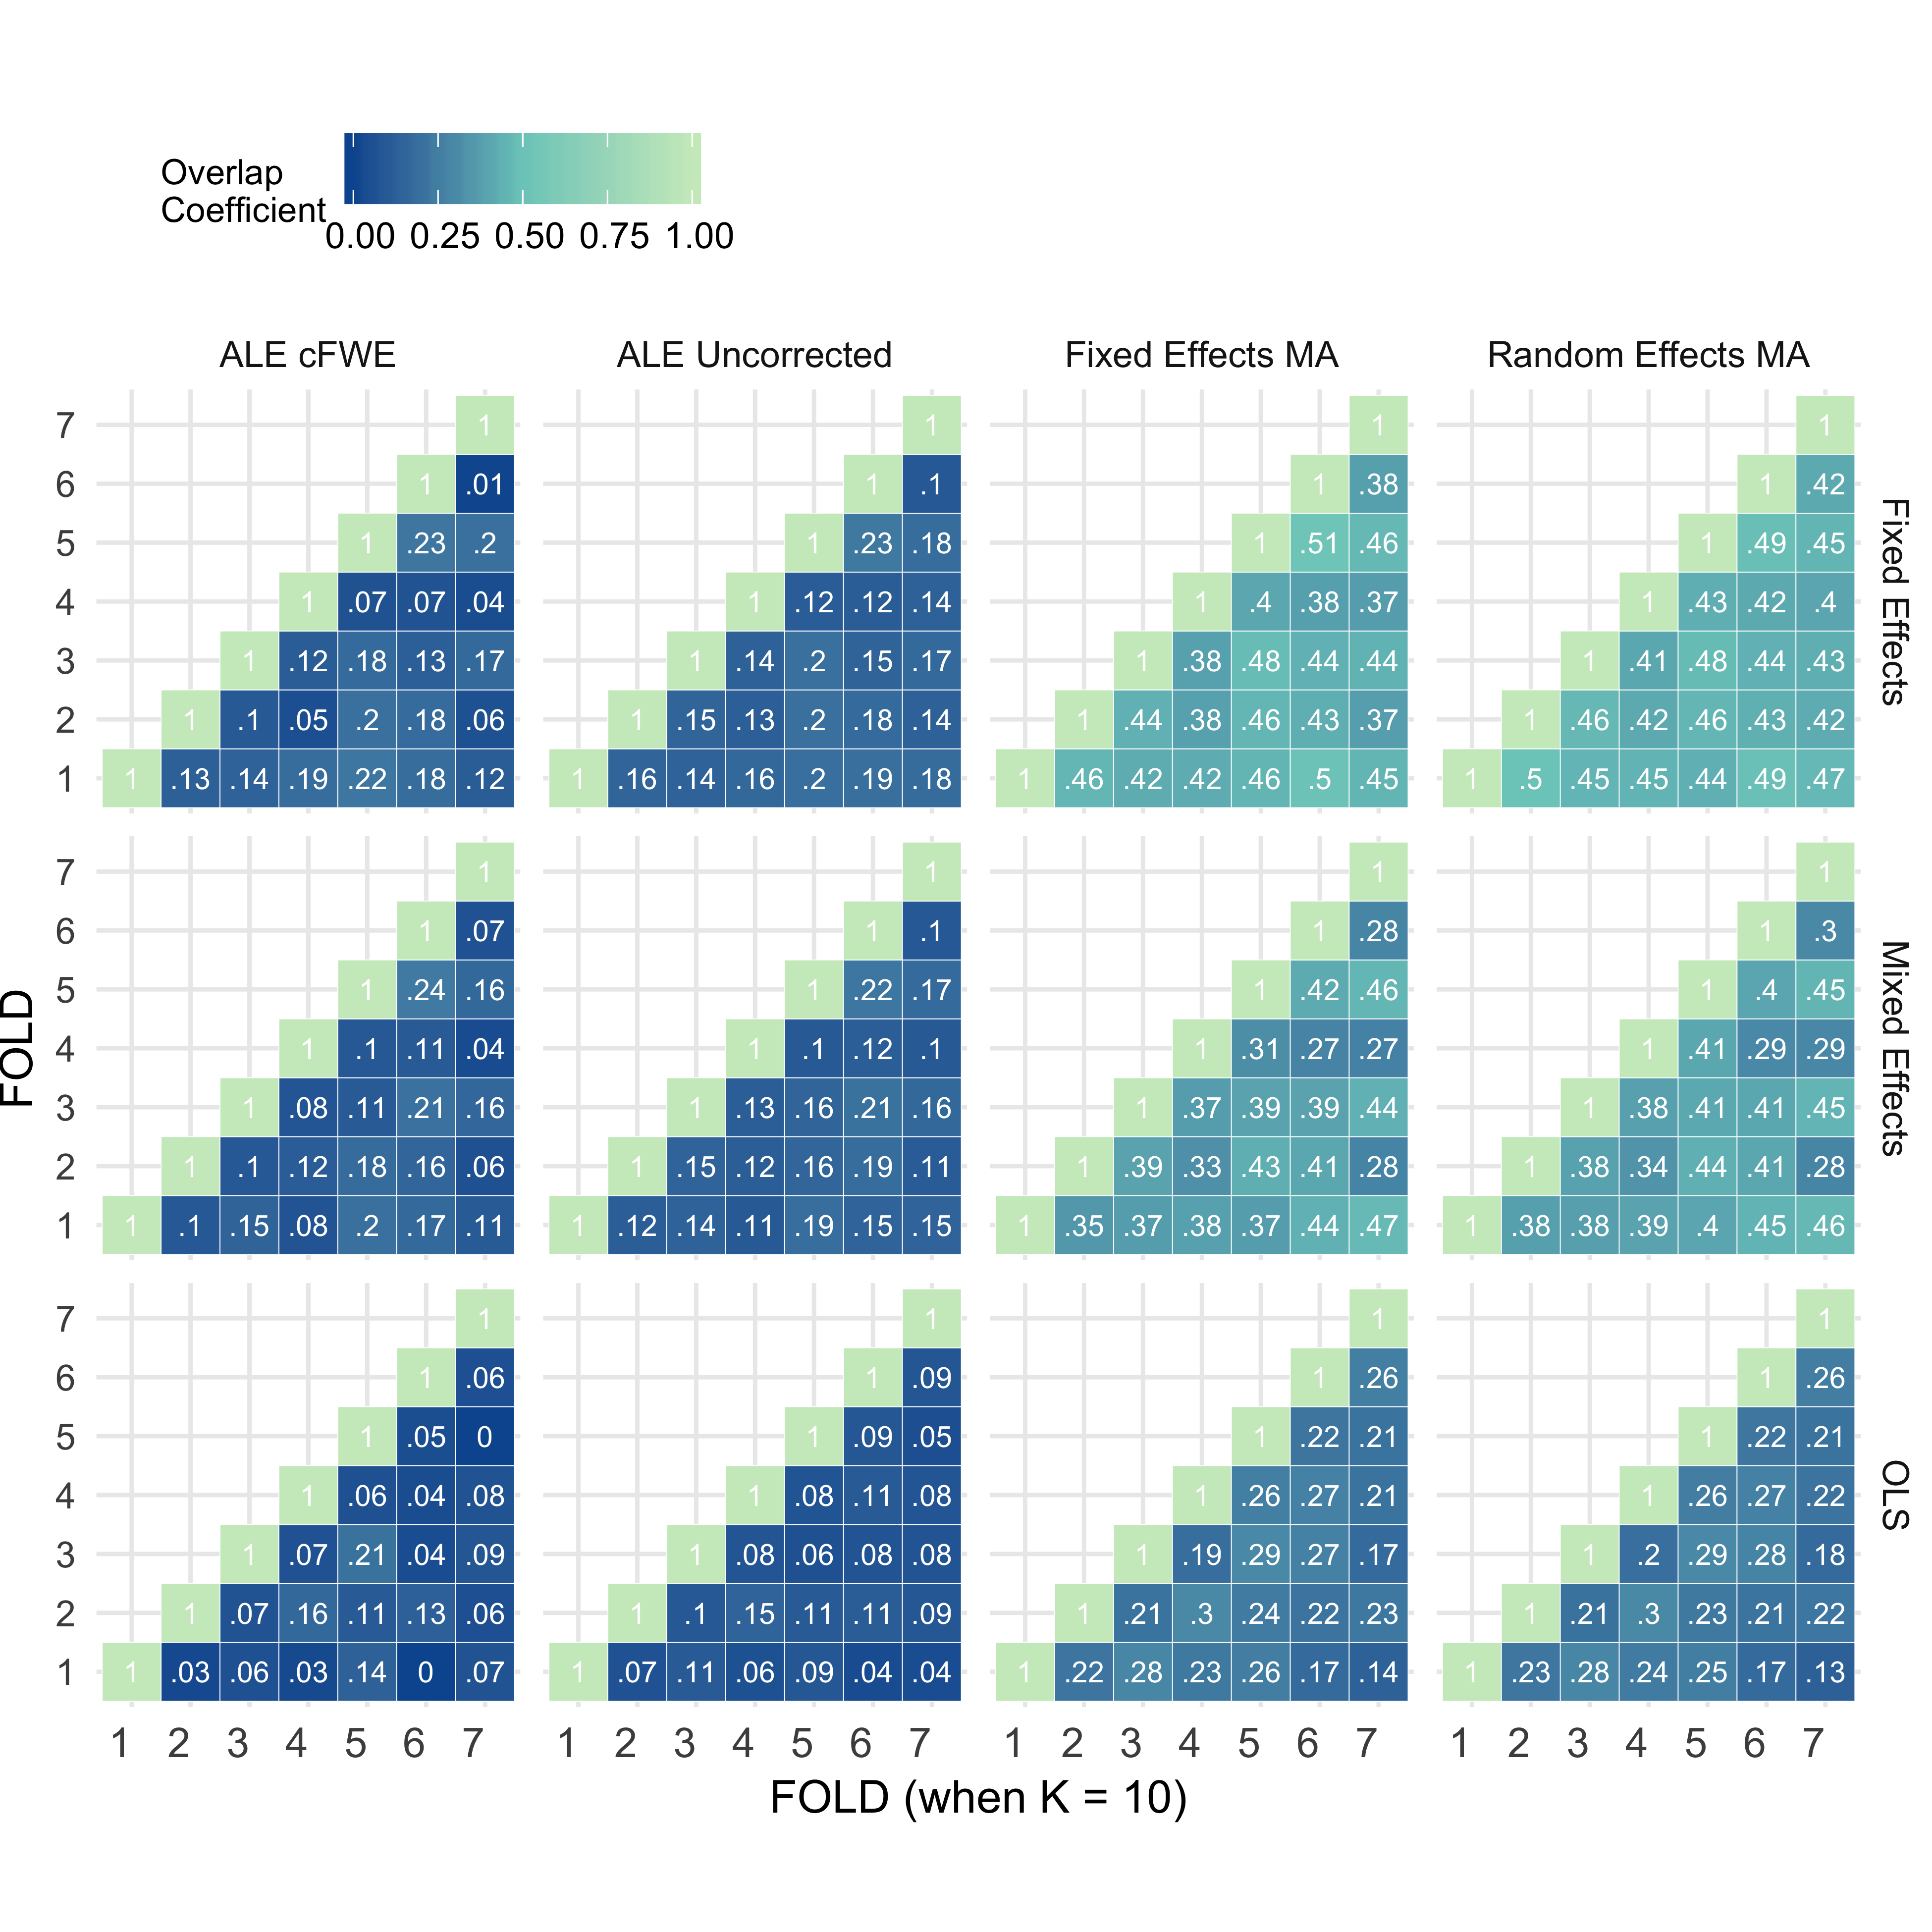 Overlap
Coefficient
0.00 0.25 0.50 0.75 1.00
ALE cFWE ALE Uncorrected Fixed Effects MA Random Effects MA
7 1 1 1 1
6 1 .01 1 .1 1 .38 1 .42
5 1 .23 .2 1 .23 .18 1 .51 .46 1 .49 .45
4 1 .07 .07 .04 1 .12 .12 .14 1 .4 .38 .37 1 .43 .42 .4
3 1 .12 .18 .13 .17 1 .14 .2 .15 .17 1 .38 .48 .44 .44 1 .41 .48 .44 .43
2 1 .1 .05 .2 .18 .06 1 .15 .13 .2 .18 .14 1 .44 .38 .46 .43 .37 1 .46 .42 .46 .43 .42
1 1 .13 .14 .19 .22 .18 .12 1 .16 .14 .16 .2 .19 .18 1 .46 .42 .42 .46 .5 .45 1 .5 .45 .45 .44 .49 .47
Fixed Effects
7 1 1 1 1
6 1 .07 1 .1 1 .28 1 .3
5 1 .24 .16 1 .22 .17 1 .42 .46 1 .4 .45
4 1 .1 .11 .04 1 .1 .12 .1 1 .31 .27 .27 1 .41 .29 .29
3 1 .08 .11 .21 .16 1 .13 .16 .21 .16 1 .37 .39 .39 .44 1 .38 .41 .41 .45
2 1 .1 .12 .18 .16 .06 1 .15 .12 .16 .19 .11 1 .39 .33 .43 .41 .28 1 .38 .34 .44 .41 .28
1 1 .1 .15 .08 .2 .17 .11 1 .12 .14 .11 .19 .15 .15 1 .35 .37 .38 .37 .44 .47 1 .38 .38 .39 .4 .45 .46
Mixed Effects
FOLD
7 1 1 1 1
6 1 .06 1 .09 1 .26 1 .26
5 1 .05 0 1 .09 .05 1 .22 .21 1 .22 .21
4 1 .06 .04 .08 1 .08 .11 .08 1 .26 .27 .21 1 .26 .27 .22
3 1 .07 .21 .04 .09 1 .08 .06 .08 .08 1 .19 .29 .27 .17 1 .2 .29 .28 .18
2 1 .07 .16 .11 .13 .06 1 .1 .15 .11 .11 .09 1 .21 .3 .24 .22 .23 1 .21 .3 .23 .21 .22
1 1 .03 .06 .03 .14 0 .07 1 .07 .11 .06 .09 .04 .04 1 .22 .28 .23 .26 .17 .14 1 .23 .28 .24 .25 .17 .13
OLS
1 2 3 4 5 6 7 1 2 3 4 5 6 7 1 2 3 4 5 6 7 1 2 3 4 5 6 7
FOLD (when K = 10)